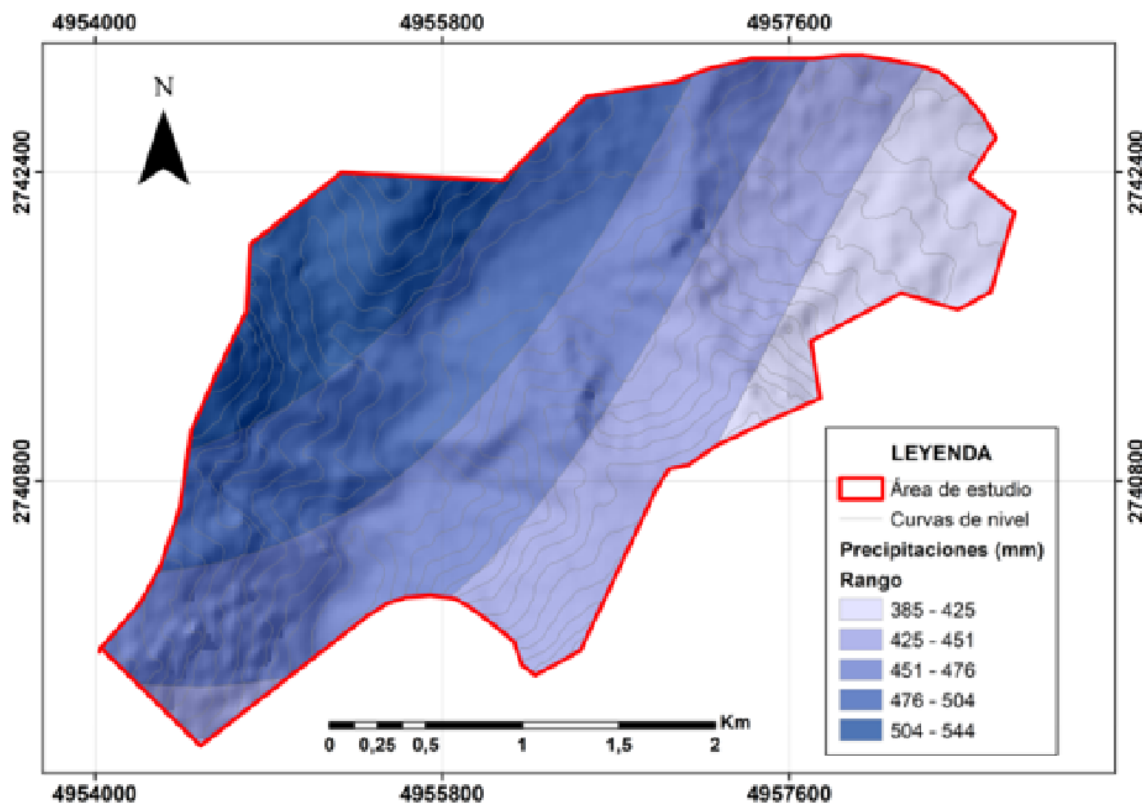 4954000 4955800 4957600
N
2742400 2742400
2740800 2740800
LEYENDA
Área de estudio
Curvas de nivel
Precipitaciones (mm)
Rango
385 - 425
425 - 451
451 - 476
476 - 504
504 - 544
Km
0 0,25 0,5 1 1,5 2
4954000 4955800 4957600